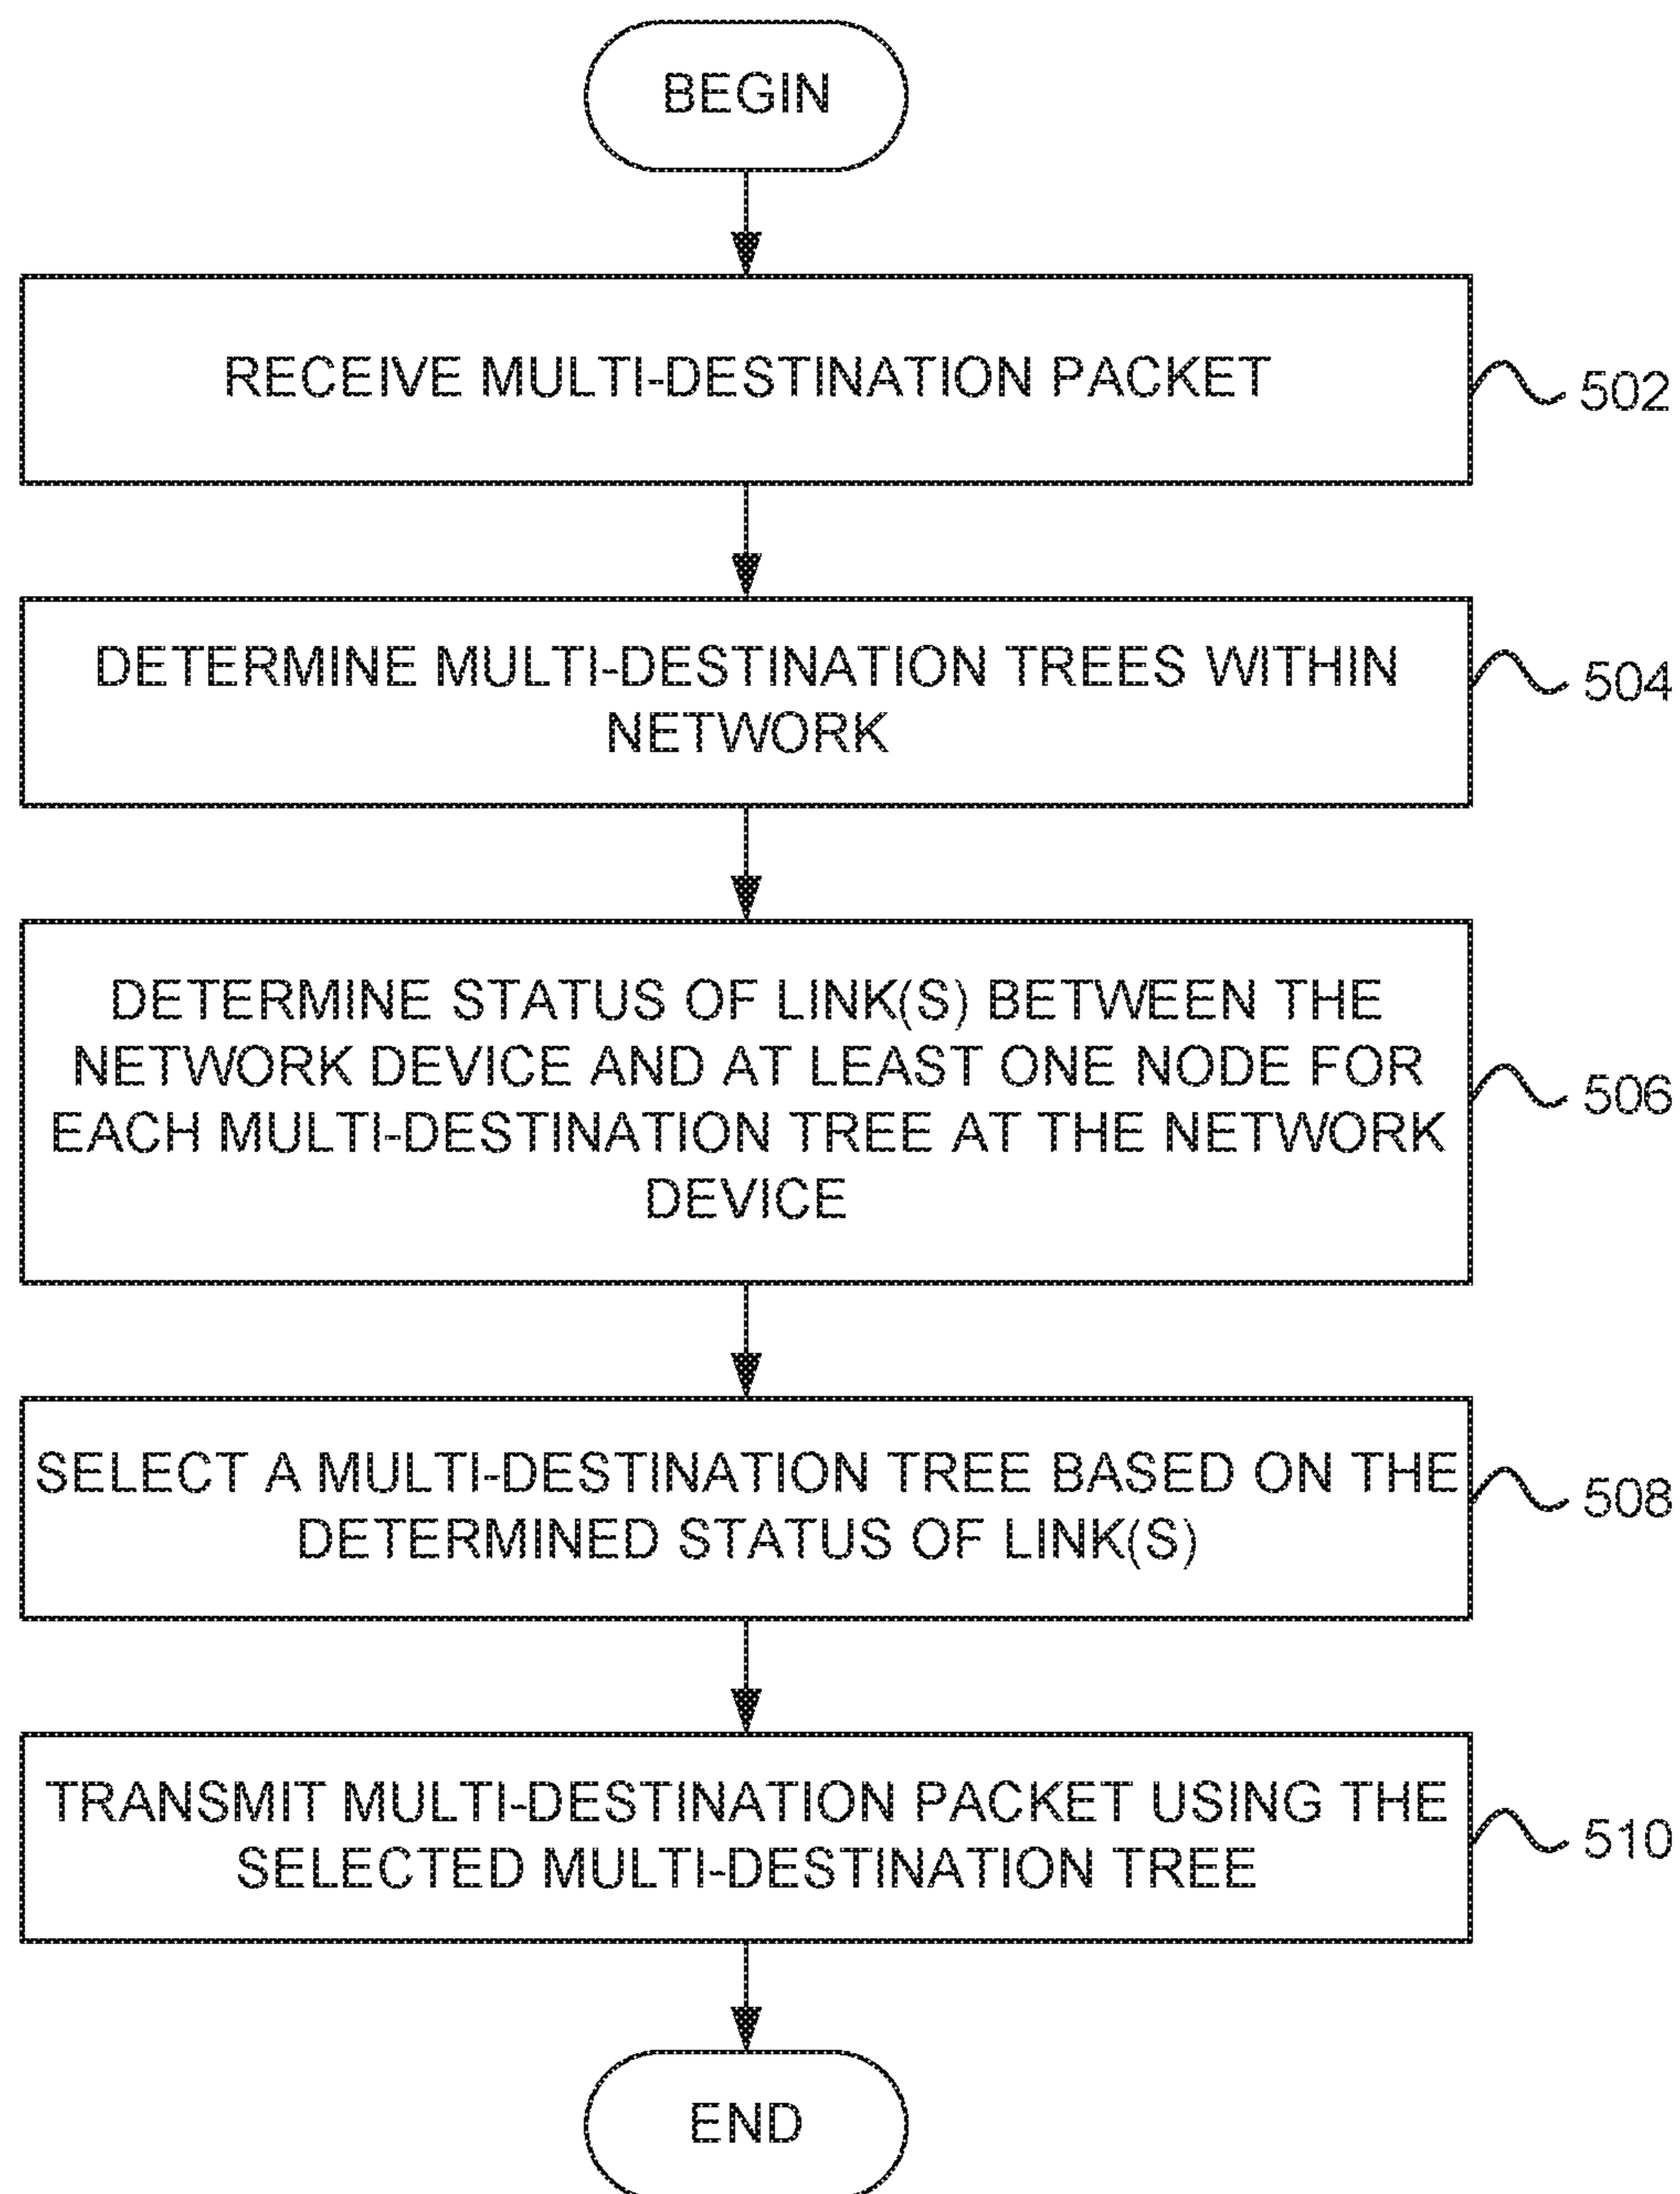 BEGIN
RECEIVE MULTI-DESTINATION PACKET
502
DETERMINE MULTI-DESTINATION TREES WITHIN
NETWORK
504
DETERMINE STATUS OF LINK(S) BETWEEN THE
NETWORK DEVICE AND AT LEAST ONE NODE FOR
EACH MULTI-DESTINATION TREE AT THE NETWORK
DEVICE
506
SELECT A MULTI-DESTINATION TREE BASED ON THE
DETERMINED STATUS OF LINK(S)
508
TRANSMIT MULTI-DESTINATION PACKET USING THE
SELECTED MULTI-DESTINATION TREE
510
END